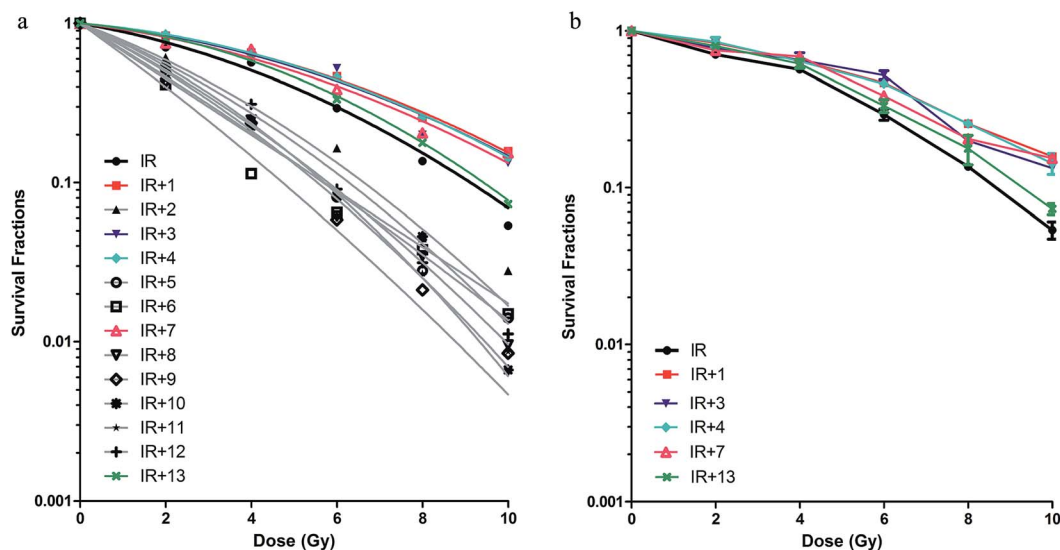 a
1
0.1
0.01
0.001
Survival Fractions
IR
IR+1
IR+2
IR+3
IR+4
IR+5
IR+6
IR+7
IR+8
IR+9
IR+10
IR+11
IR+12
IR+13
0 2 4 6 8 10
Dose (Gy)
b
1
0.1
0.01
0.001
Survival Fractions
IR
IR+1
IR+3
IR+4
IR+7
IR+13
0 2 4 6 8 10
Dose (Gy)